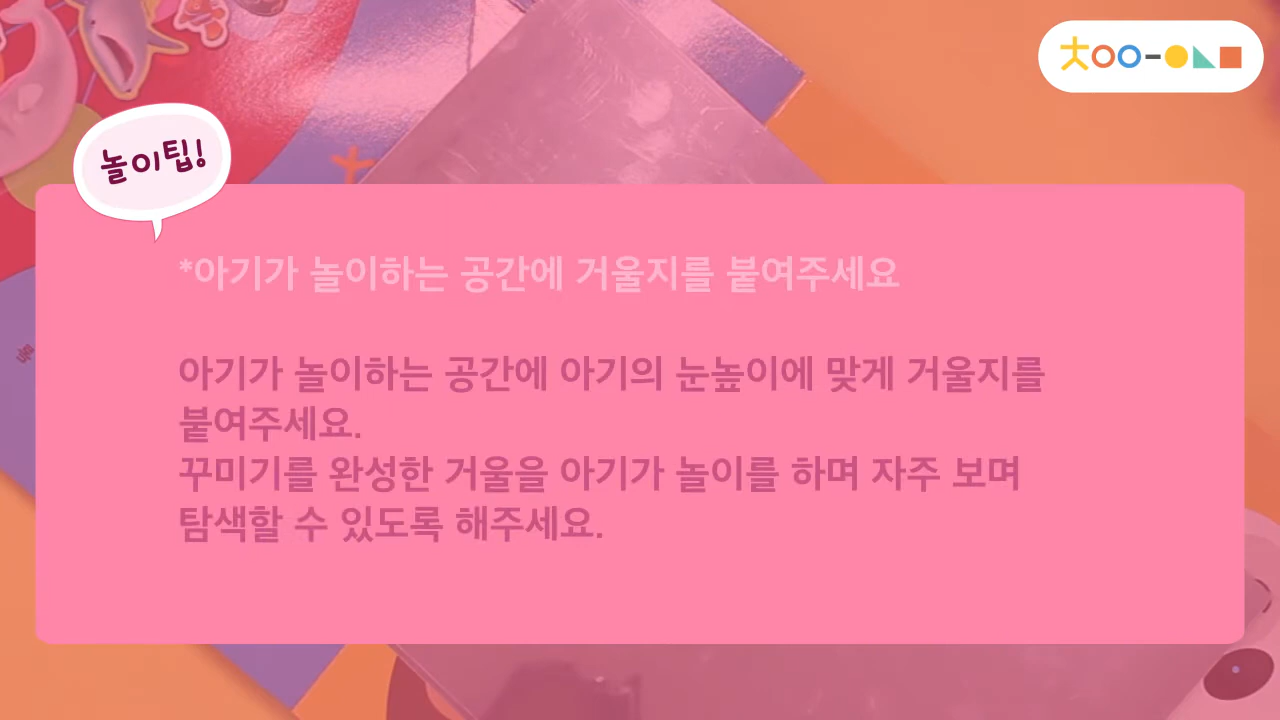 놀이팁!
*아기가 놀이하는 공간에 거울지를 붙여주세요
아기가 놀이하는 공간에 아기의 눈높이에 맞게 거울지를
붙여주세요.
꾸미기를 완성한 거울을 아기가 놀이를 하며 자주 보며
탐색할 수 있도록 해주세요.